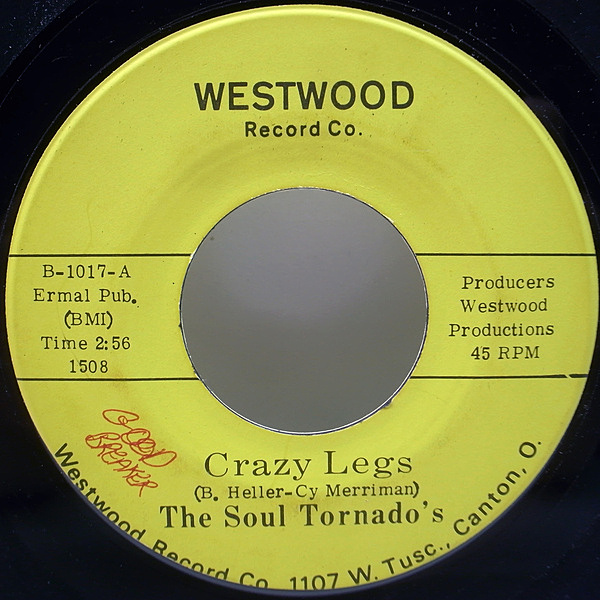 WESTWOOD
Record Co.
B-1017-A
Ermal Pub.
(BMI)
Time 2:56
1508
Producers
Westwood
Productions
45 RPM
GOOD
BREAKER
Crazy Legs
(B. Heller-Cy Merriman)
The Soul Tornado's
Westwood Record Co. 1107 W. Tusc., Canton, O.